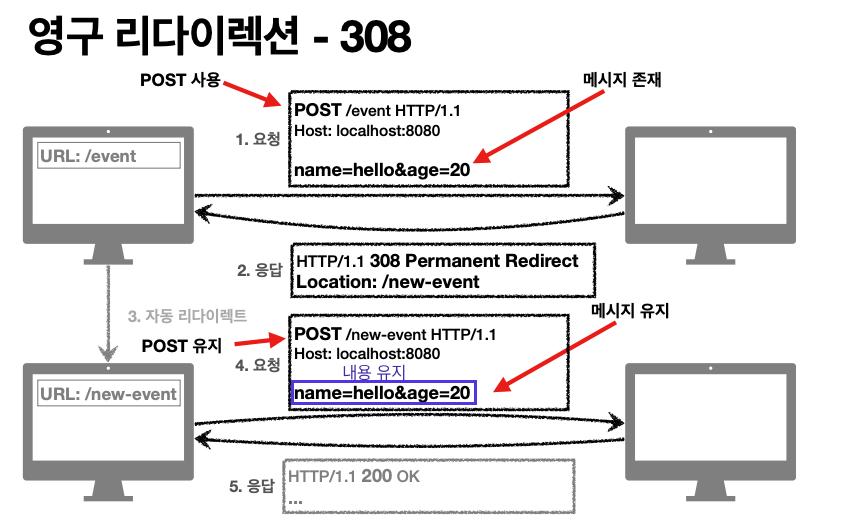 영구 리다이렉션 - 308
POST 사용
메시지 존재
1. 요청
POST /event HTTP/1.1
Host: localhost:8080
name=hello&age=20
URL: /event
2. 응답
HTTP/1.1 308 Permanent Redirect
Location: /new-event
3. 자동 리다이렉트
POST 유지
메시지 유지
4. 요청
POST /new-event HTTP/1.1
Host: localhost:8080
내용 유지
name=hello&age=20
URL: /new-event
5. 응답
HTTP/1.1 200 OK
...